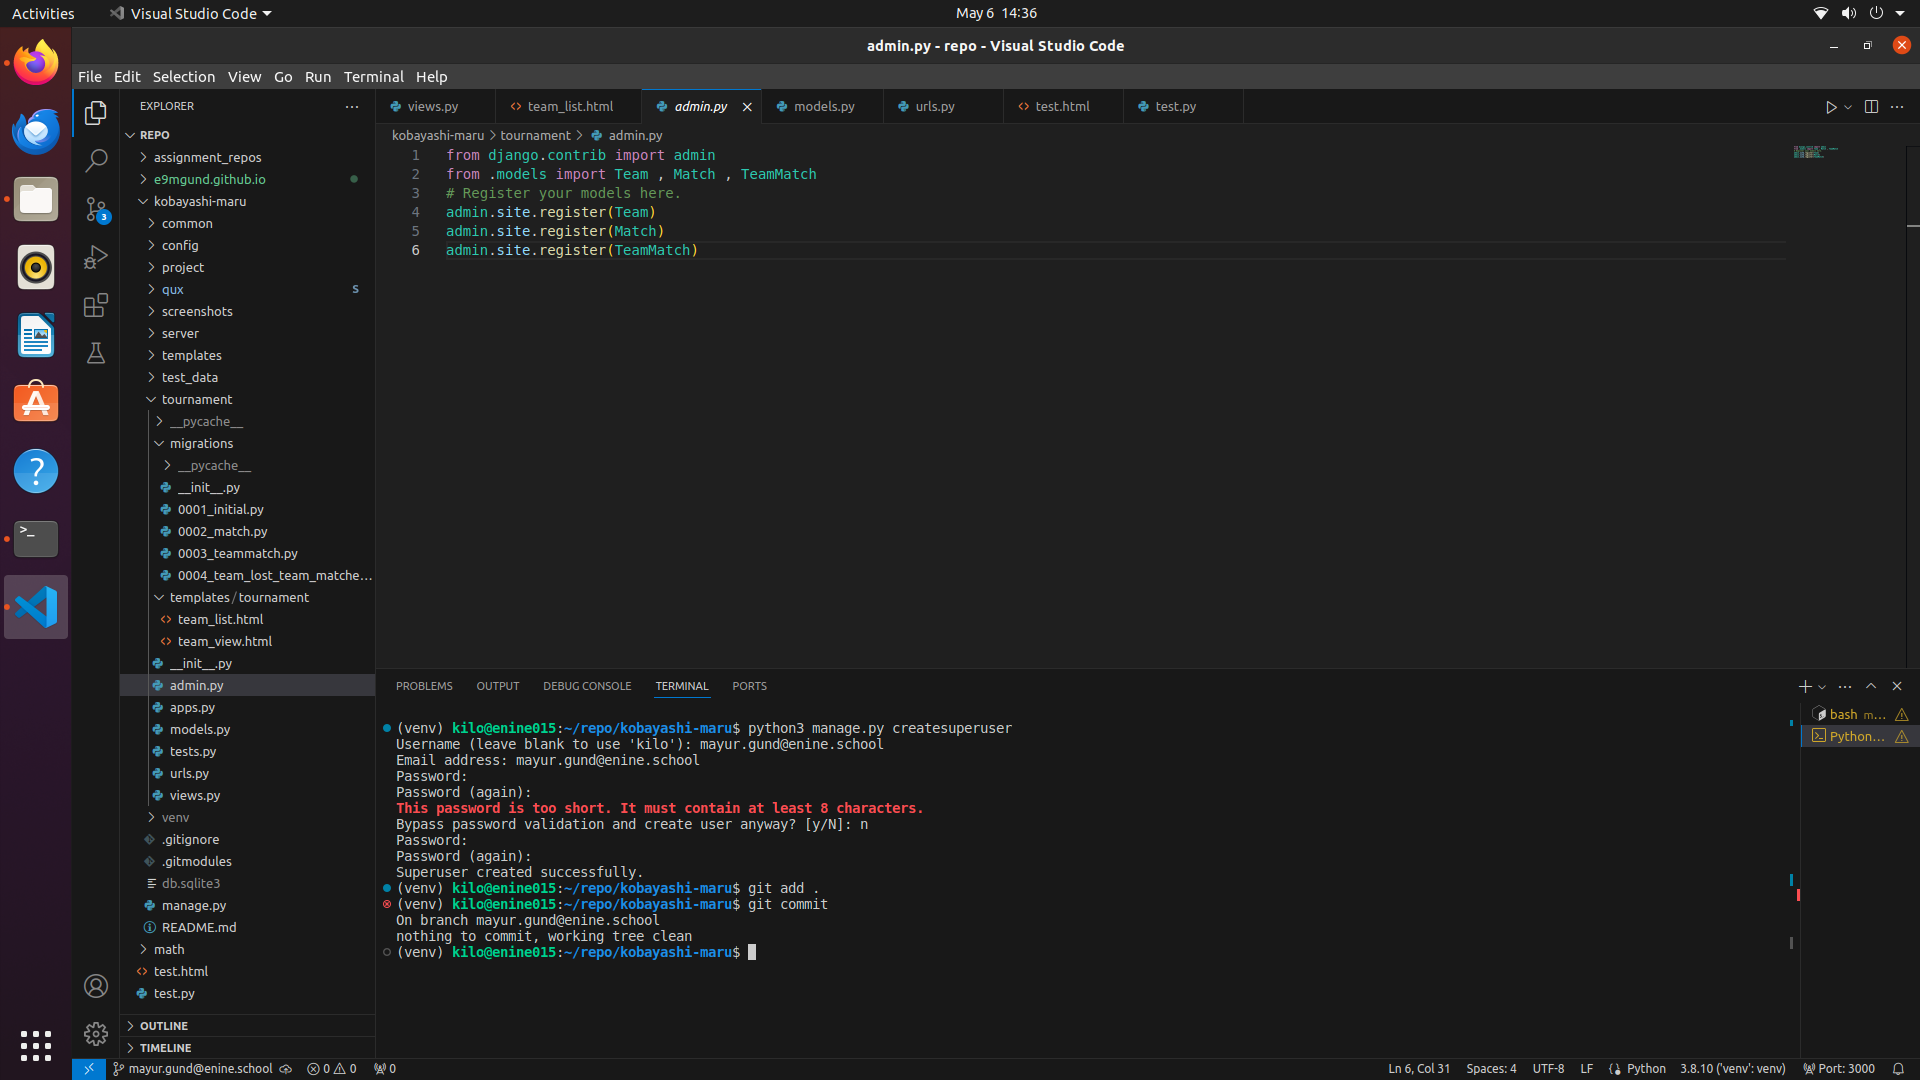 Activities
Visual Studio Code
May 6 14:36
admin.py - repo - Visual Studio Code
File Edit Selection View Go Run Terminal Help
EXPLORER
REPO
assignment_repos
e9mgund.github.io
kobayashi-maru
common
config
project
qux S
screenshots
server
templates
test_data
tournament
__pycache__
migrations
__pycache__
__init__.py
0001_initial.py
0002_match.py
0003_teammatch.py
0004_team_lost_team_matche...
templates/tournament
team_list.html
team_view.html
__init__.py
admin.py
apps.py
models.py
tests.py
urls.py
views.py
venv
.gitignore
.gitmodules
db.sqlite3
manage.py
README.md
math
test.html
test.py
OUTLINE
TIMELINE
3
views.py team_list.html admin.py models.py urls.py test.html test.py
kobayashi-maru > tournament > admin.py
1 from django.contrib import admin
2 from .models import Team , Match , TeamMatch
3 # Register your models here.
4 admin.site.register(Team)
5 admin.site.register(Match)
6 admin.site.register(TeamMatch)
PROBLEMS OUTPUT DEBUG CONSOLE TERMINAL PORTS
(venv) kilo@enine015:~/repo/kobayashi-maru$ python3 manage.py createsuperuser
Username (leave blank to use 'kilo'): mayur.gund@enine.school
Email address: mayur.gund@enine.school
Password:
Password (again):
This password is too short. It must contain at least 8 characters.
Bypass password validation and create user anyway? [y/N]: n
Password:
Password (again):
Superuser created successfully.
(venv) kilo@enine015:~/repo/kobayashi-maru$ git add .
(venv) kilo@enine015:~/repo/kobayashi-maru$ git commit
On branch mayur.gund@enine.school
nothing to commit, working tree clean
(venv) kilo@enine015:~/repo/kobayashi-maru$
bash m...
Python...
mayur.gund@enine.school 0 0 0
Ln 6, Col 31 Spaces: 4 UTF-8 LF Python 3.8.10 ('venv': venv) Port: 3000